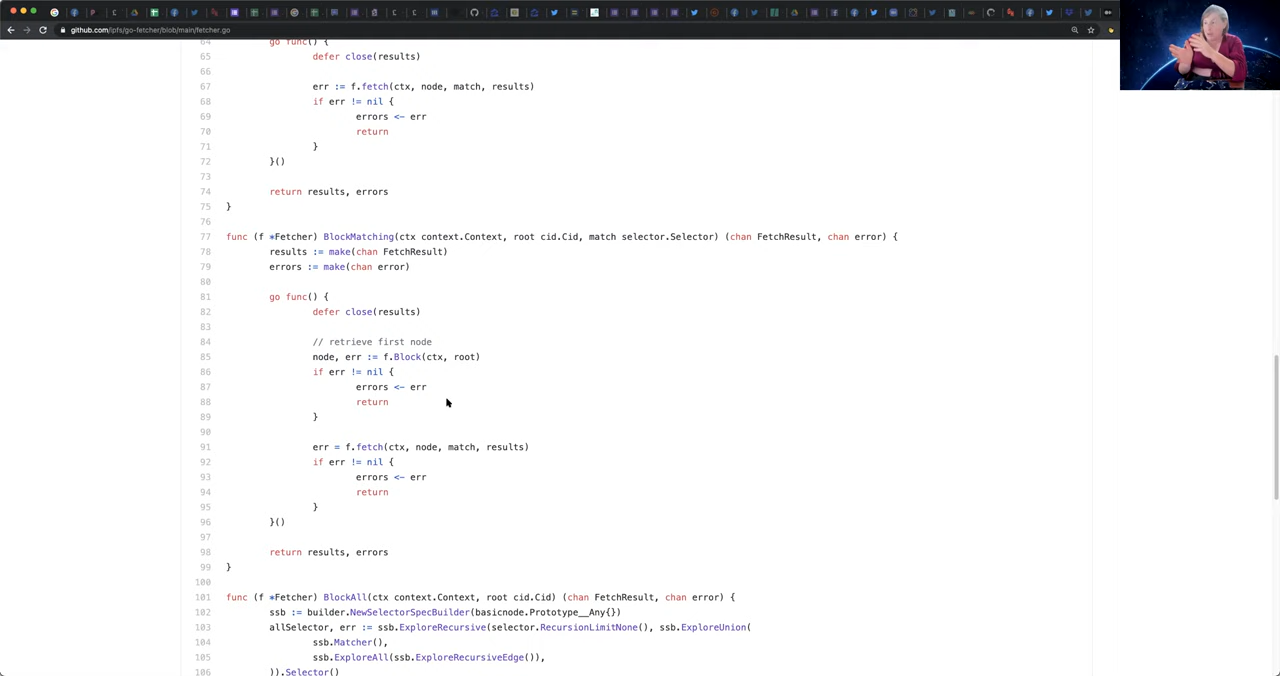 github.com/ipfs/go-fetcher/blob/main/fetcher.go
64 go func() {
65 defer close(results)
66
67 err := f.fetch(ctx, node, match, results)
68 if err != nil {
69 errors <- err
70 return
71 }
72 }()
73
74 return results, errors
75 }
76
77 func (f *Fetcher) BlockMatching(ctx context.Context, root cid.Cid, match selector.Selector) (chan FetchResult, chan error) {
78 results := make(chan FetchResult)
79 errors := make(chan error)
80
81 go func() {
82 defer close(results)
83
84 // retrieve first node
85 node, err := f.Block(ctx, root)
86 if err != nil {
87 errors <- err
88 return
89 }
90
91 err = f.fetch(ctx, node, match, results)
92 if err != nil {
93 errors <- err
94 return
95 }
96 }()
97
98 return results, errors
99 }
100
101 func (f *Fetcher) BlockAll(ctx context.Context, root cid.Cid) (chan FetchResult, chan error) {
102 ssb := builder.NewSelectorSpecBuilder(basicnode.Prototype__Any{})
103 allSelector, err := ssb.ExploreRecursive(selector.RecursionLimitNone(), ssb.ExploreUnion(
104 ssb.Matcher(),
105 ssb.ExploreAll(ssb.ExploreRecursiveEdge()),
106 )).Selector()